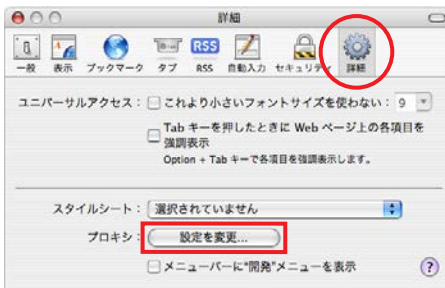 詳細
一般 表示 ブックマーク タブ RSS 自動入力 セキュリティ 詳細
ユニバーサルアクセス： これより小さいフォントサイズを使わない： 9
Tab キーを押したときに Web ページ上の各項目を
強調表示
Option + Tab キーで各項目を強調表示します。
スタイルシート： 選択されていません
プロキシ： 設定を変更...
メニューバーに"開発"メニューを表示
?